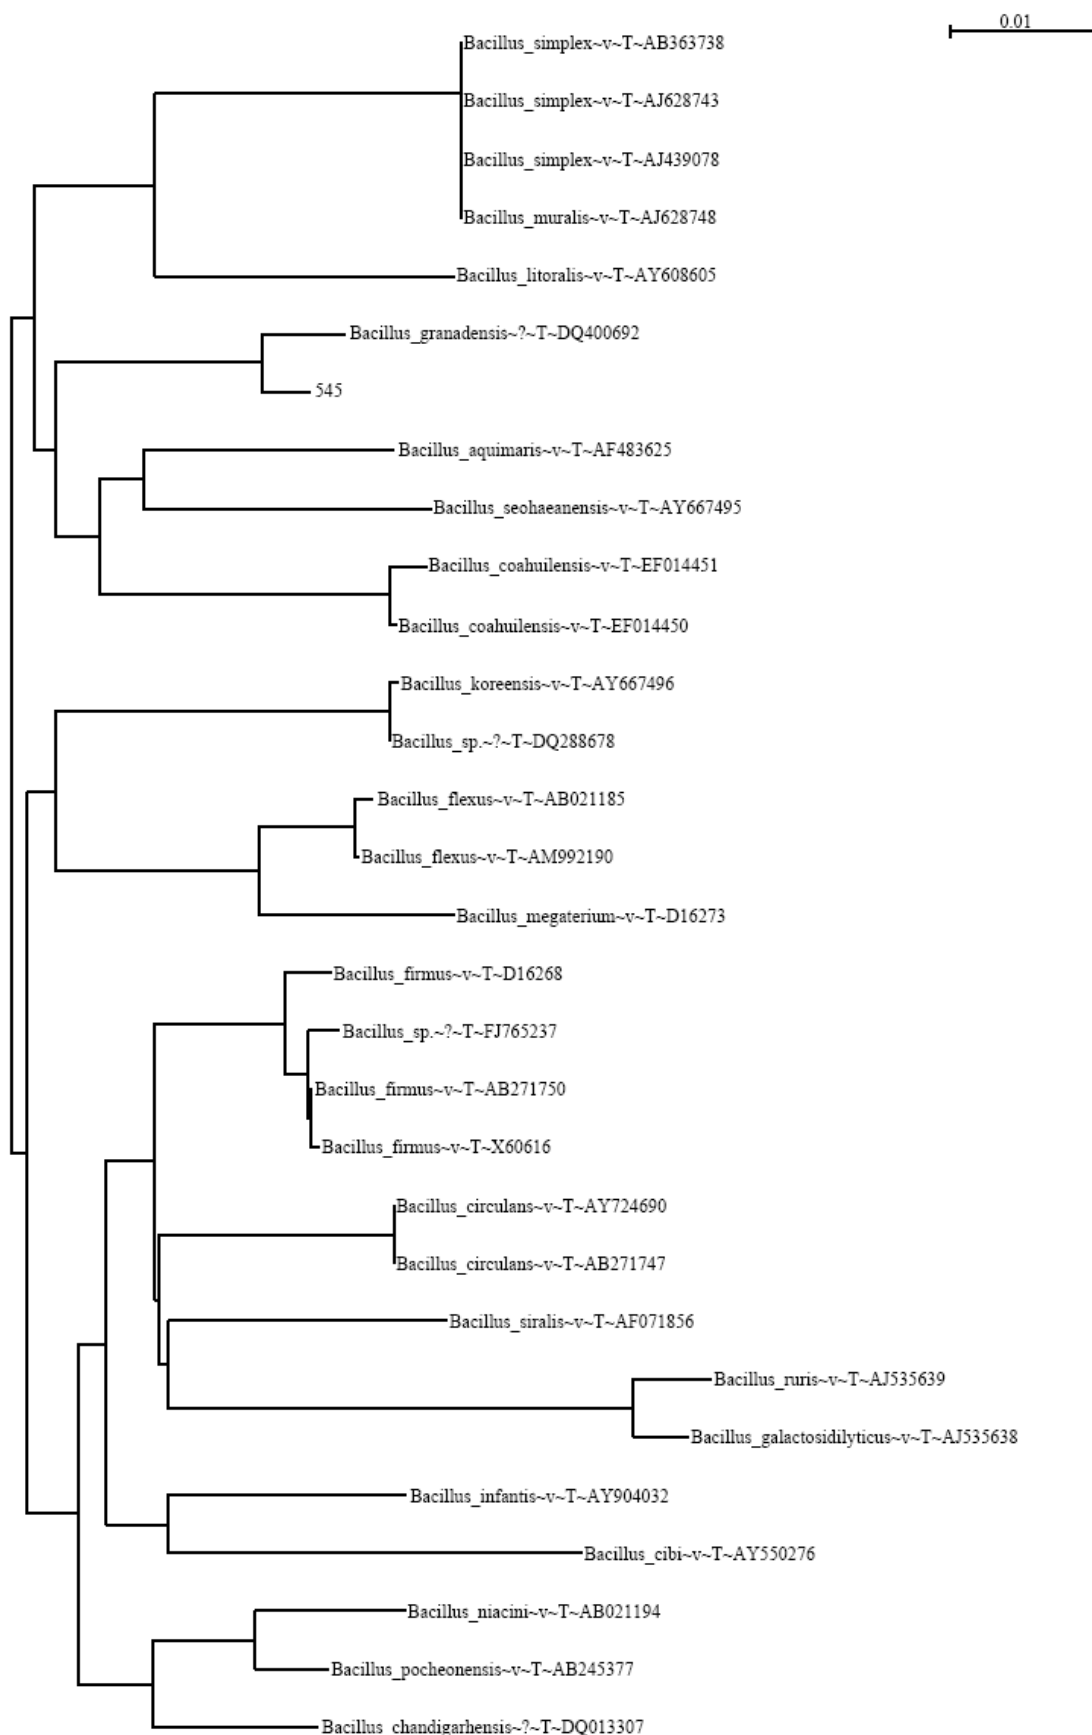 0.01
Bacillus_simplex~v~T~AB363738
Bacillus_simplex~v~T~AJ628743
Bacillus_simplex~v~T~AJ439078
Bacillus_muralis~v~T~AJ628748
Bacillus_litoralis~v~T~AY608605
Bacillus_granadensis~?~T~DQ400692
545
Bacillus_aquimaris~v~T~AF483625
Bacillus_seohaeanensis~v~T~AY667495
Bacillus_coahuilensis~v~T~EF014451
Bacillus_coahuilensis~v~T~EF014450
Bacillus_koreensis~v~T~AY667496
Bacillus_sp.~?~T~DQ288678
Bacillus_flexus~v~T~AB021185
Bacillus_flexus~v~T~AM992190
Bacillus_megaterium~v~T~D16273
Bacillus_firmus~v~T~D16268
Bacillus_sp.~?~T~FJ765237
Bacillus_firmus~v~T~AB271750
Bacillus_firmus~v~T~X60616
Bacillus_circulans~v~T~AY724690
Bacillus_circulans~v~T~AB271747
Bacillus_siralis~v~T~AF071856
Bacillus_ruris~v~T~AJ535639
Bacillus_galactosidilyticus~v~T~AJ535638
Bacillus_infantis~v~T~AY904032
Bacillus_cibi~v~T~AY550276
Bacillus_niacini~v~T~AB021194
Bacillus_pocheonensis~v~T~AB245377
Bacillus_chandigarhensis~?~T~DQ013307